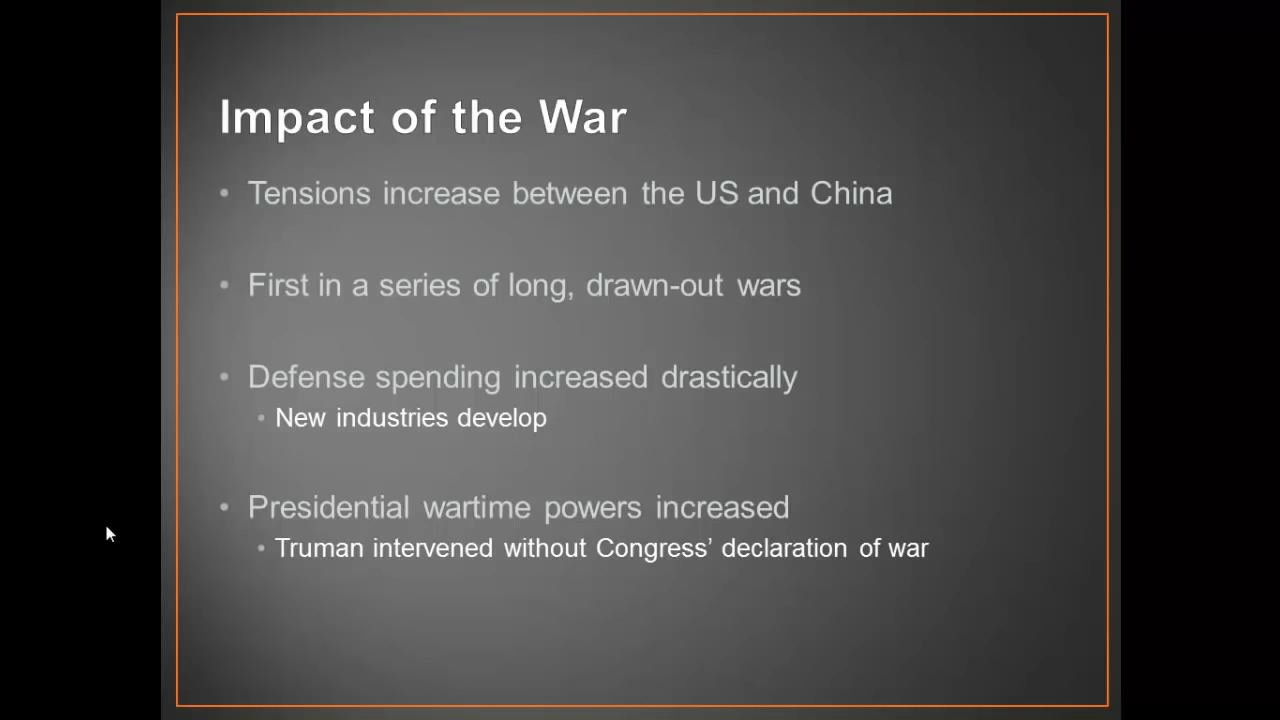 Impact of the War
• Tensions increase between the US and China
• First in a series of long, drawn-out wars
• Defense spending increased drastically
• New industries develop
• Presidential wartime powers increased
• Truman intervened without Congress’ declaration of war